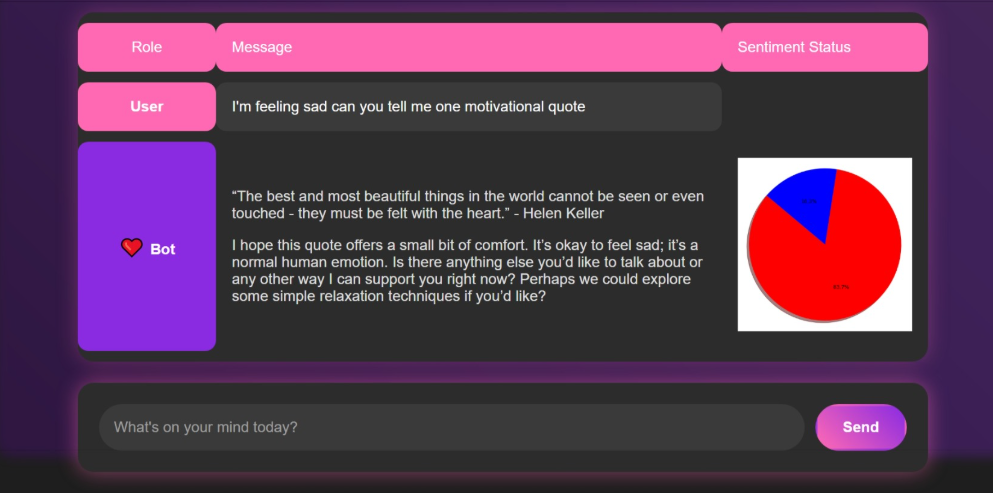 Role
Message
Sentiment Status
User
I'm feeling sad can you tell me one motivational quote
Bot
“The best and most beautiful things in the world cannot be seen or even
touched - they must be felt with the heart.” - Helen Keller
I hope this quote offers a small bit of comfort. It’s okay to feel sad; it’s a
normal human emotion. Is there anything else you’d like to talk about or
any other way I can support you right now? Perhaps we could explore
some simple relaxation techniques if you’d like?
What's on your mind today?
Send